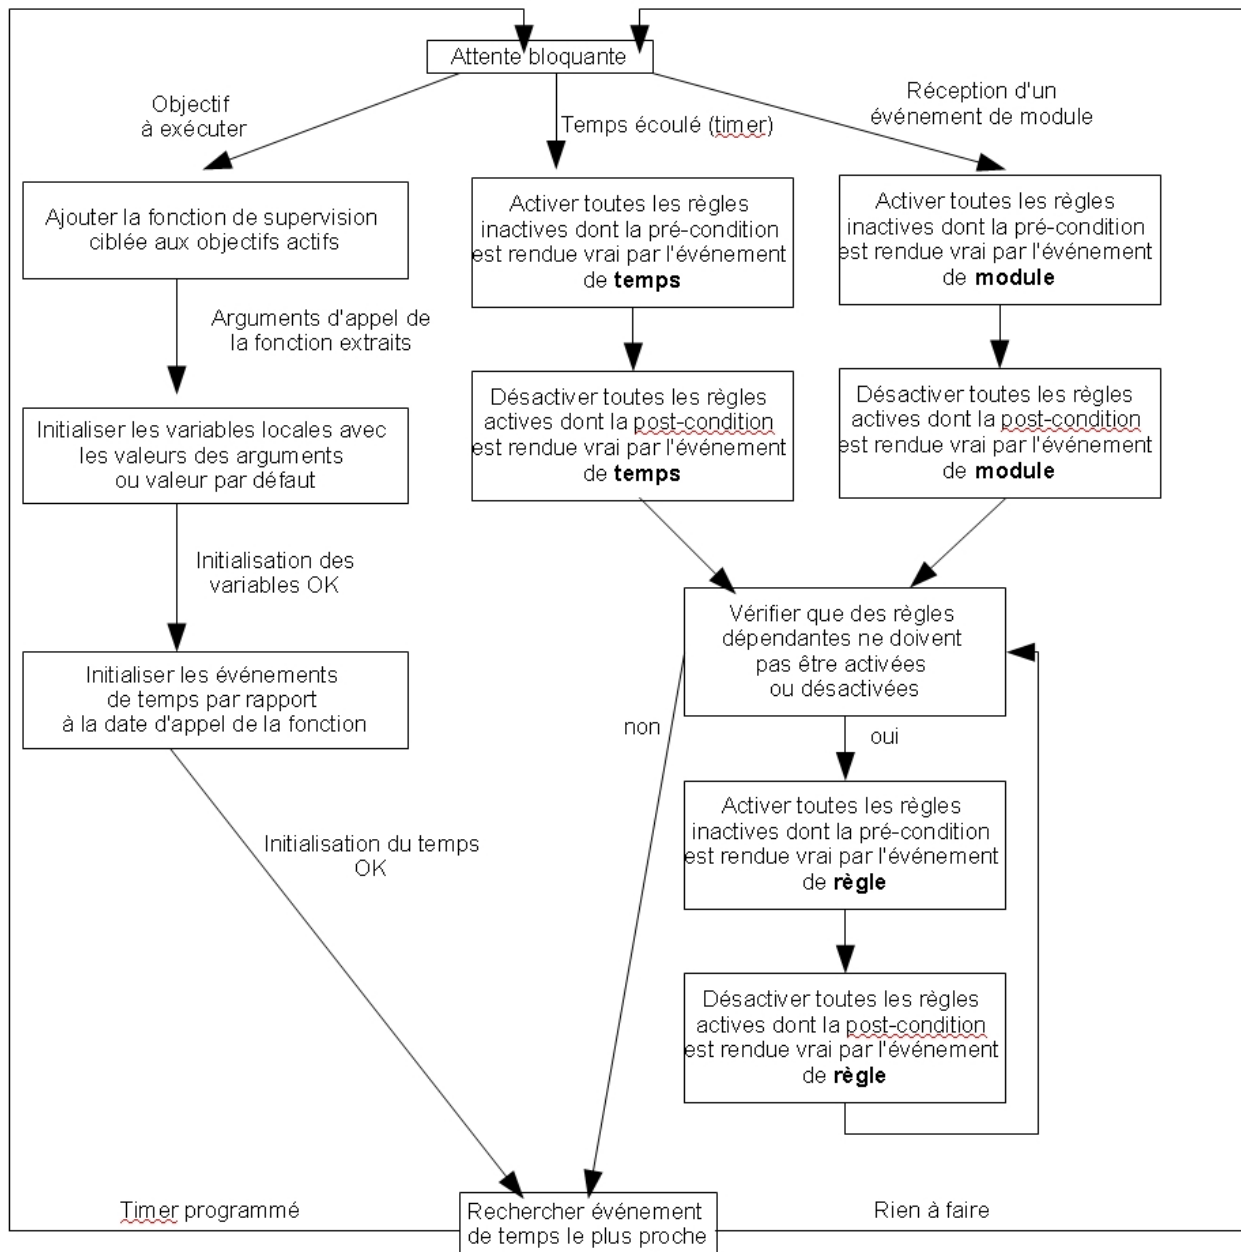 Attente bloquante
Objectif
à exécuter
Temps écoulé (timer)
Réception d'un
événement de module
Ajouter la fonction de supervision
ciblée aux objectifs actifs
Activer toutes les règles
inactives dont la pré-condition
est rendue vrai par l'événement
de temps
Activer toutes les règles
inactives dont la pré-condition
est rendue vrai par l'événement
de module
Arguments d'appel de
la fonction extraits
Désactiver toutes les règles
actives dont la post-condition
est rendue vrai par l'événement
de temps
Désactiver toutes les règles
actives dont la post-condition
est rendue vrai par l'événement
de module
Initialiser les variables locales avec
les valeurs des arguments
ou valeur par défaut
Initialisation des
variables OK
Vérifier que des règles
dépendantes ne doivent
pas être activées
ou désactivées
Initialiser les événements
de temps par rapport
à la date d'appel de la fonction
non
oui
Activer toutes les règles
inactives dont la pré-condition
est rendue vrai par l'événement
de règle
Initialisation du temps
OK
Désactiver toutes les règles
actives dont la post-condition
est rendue vrai par l'événement
de règle
Timer programmé
Rechercher événement
de temps le plus proche
Rien à faire